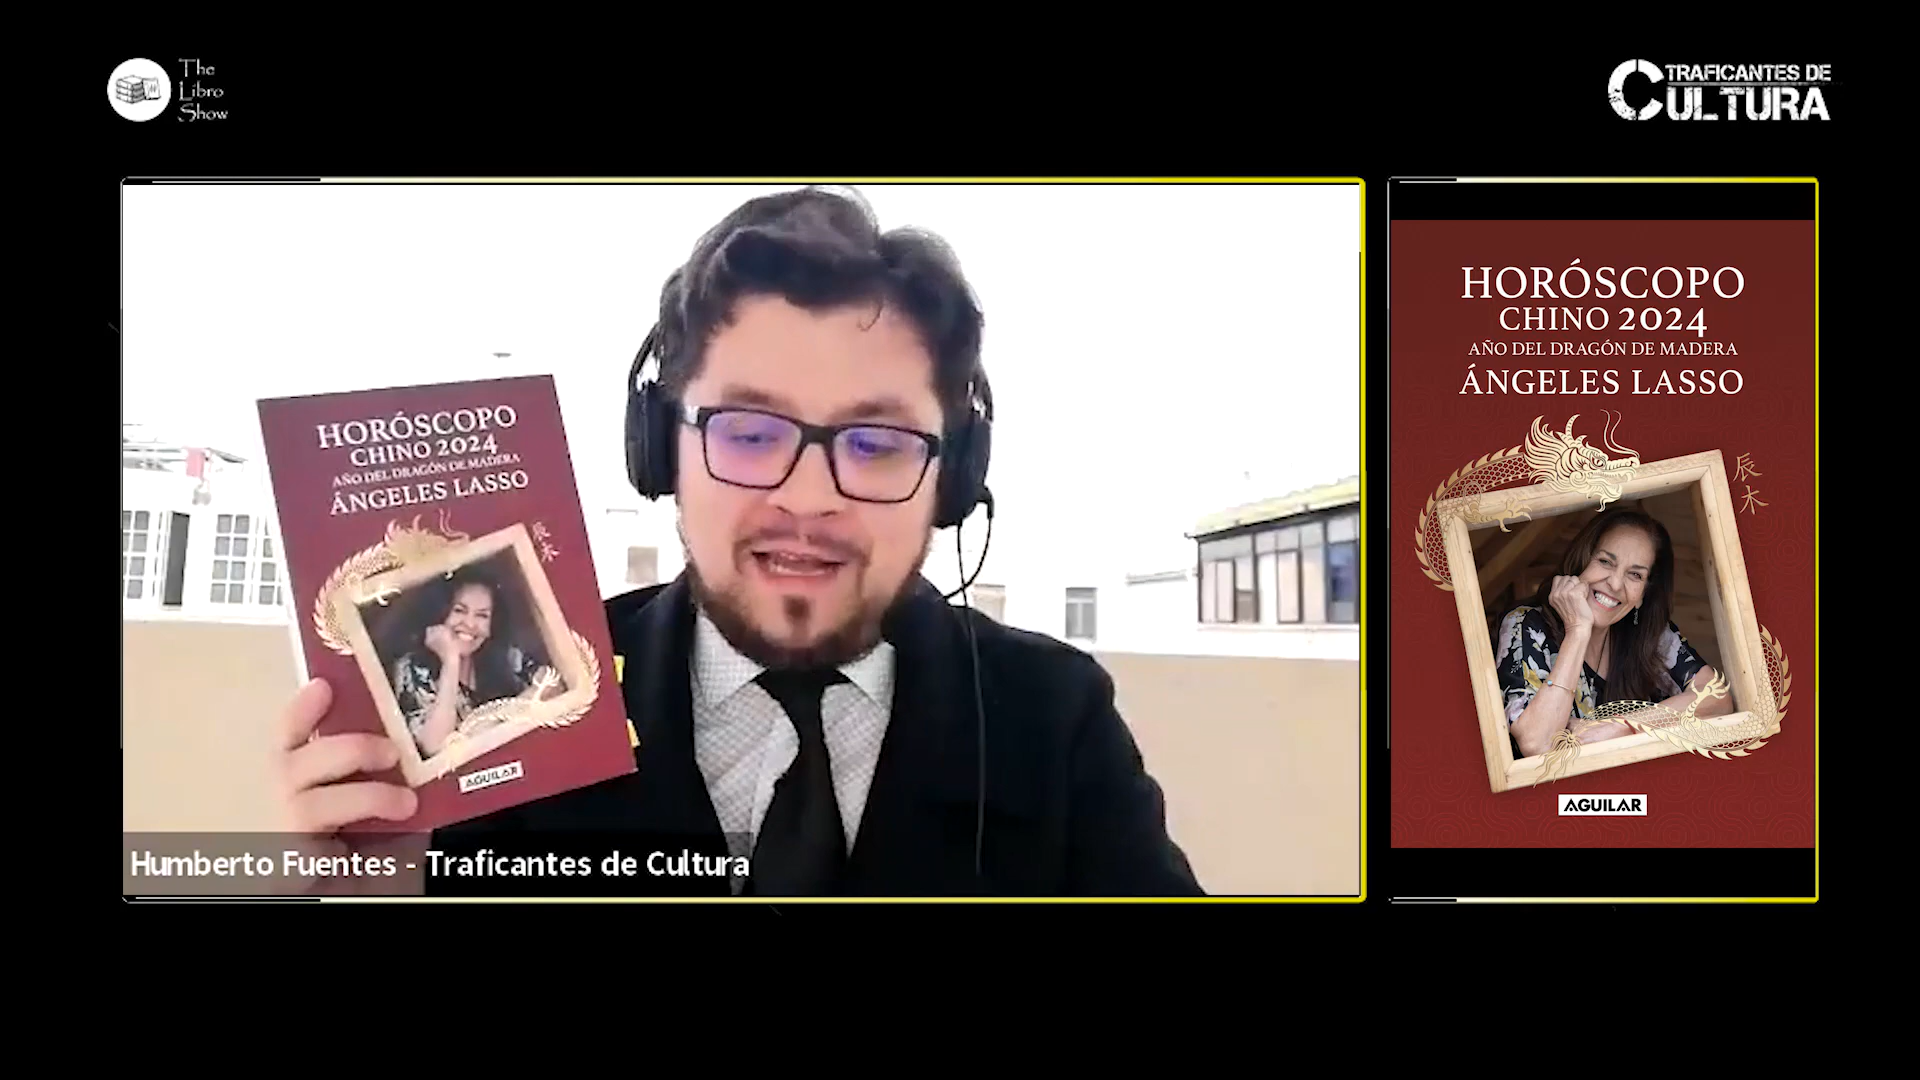 The
Libro
Show
TRAFICANTES DE
CULTURA
HORÓSCOPO
CHINO 2024
AÑO DEL DRAGÓN DE MADERA
ÁNGELES LASSO
辰
木
AGUILAR
Humberto Fuentes - Traficantes de Cultura
HORÓSCOPO
CHINO 2024
AÑO DEL DRAGÓN DE MADERA
ÁNGELES LASSO
辰
木
AGUILAR